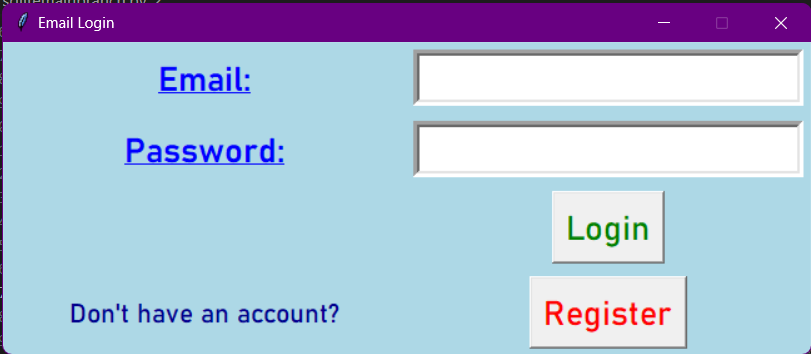 Email Login
Email:
Password:
Login
Don't have an account?
Register